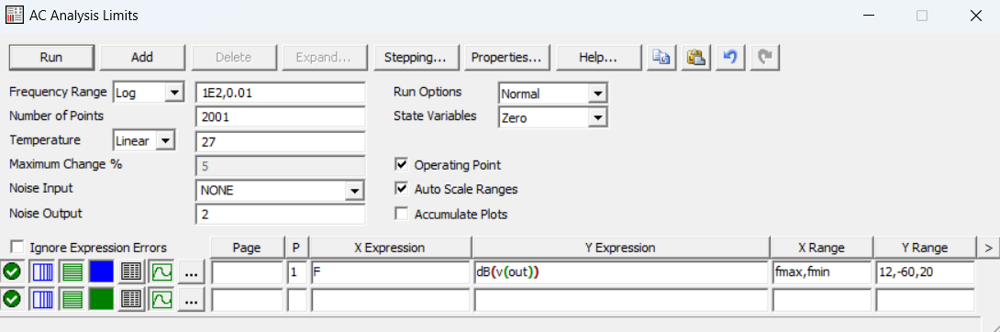 AC Analysis Limits
Run Add Delete Expand... Stepping... Properties... Help...
Frequency Range Log 1E2,0.01 Run Options Normal
Number of Points 2001 State Variables Zero
Temperature Linear 27
Maximum Change % 5 Operating Point
Noise Input NONE Auto Scale Ranges
Noise Output 2 Accumulate Plots
Ignore Expression Errors Page P X Expression Y Expression X Range Y Range >
... 1 F dB(v(out)) fmax,fmin 12,-60,20
...